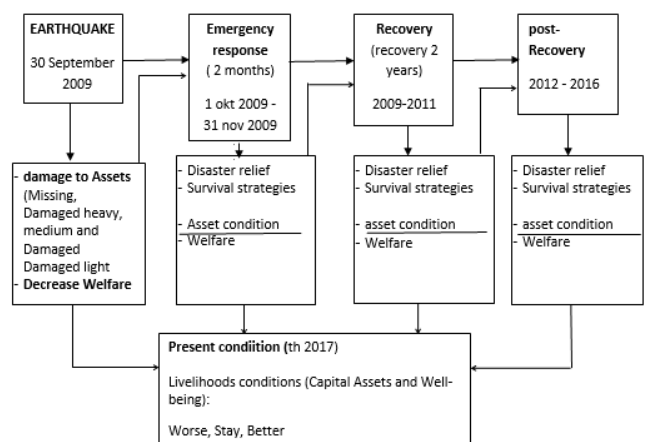 EARTHQUAKE
30 September
2009
Emergency
response
( 2 months)
1 okt 2009 -
31 nov 2009
Recovery
(recovery 2
years)
2009-2011
post-
Recovery
2012 - 2016
- damage to Assets
(Missing,
Damaged heavy,
medium and
Damaged
Damaged light
- Decrease Welfare
- Disaster relief
- Survival strategies
- Asset condition
- Welfare
- Disaster relief
- Survival strategies
- asset condition
- Welfare
- Disaster relief
- Survival strategies
- asset condition
- Welfare
Present condiition (th 2017)
Livelihoods conditions (Capital Assets and Well-
being):
Worse, Stay, Better